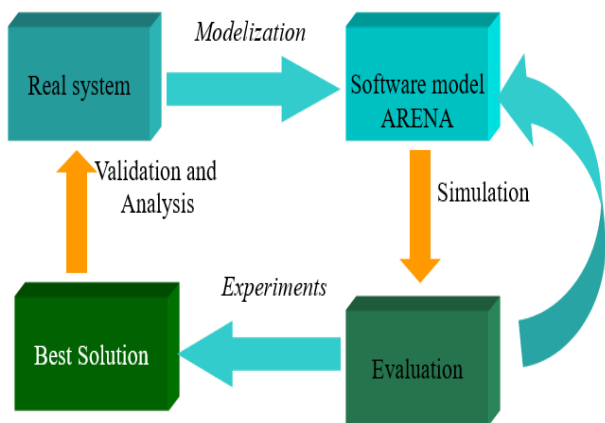 Modelization
Real system
Software model
ARENA
Validation and
Analysis
Simulation
Experiments
Best Solution
Evaluation